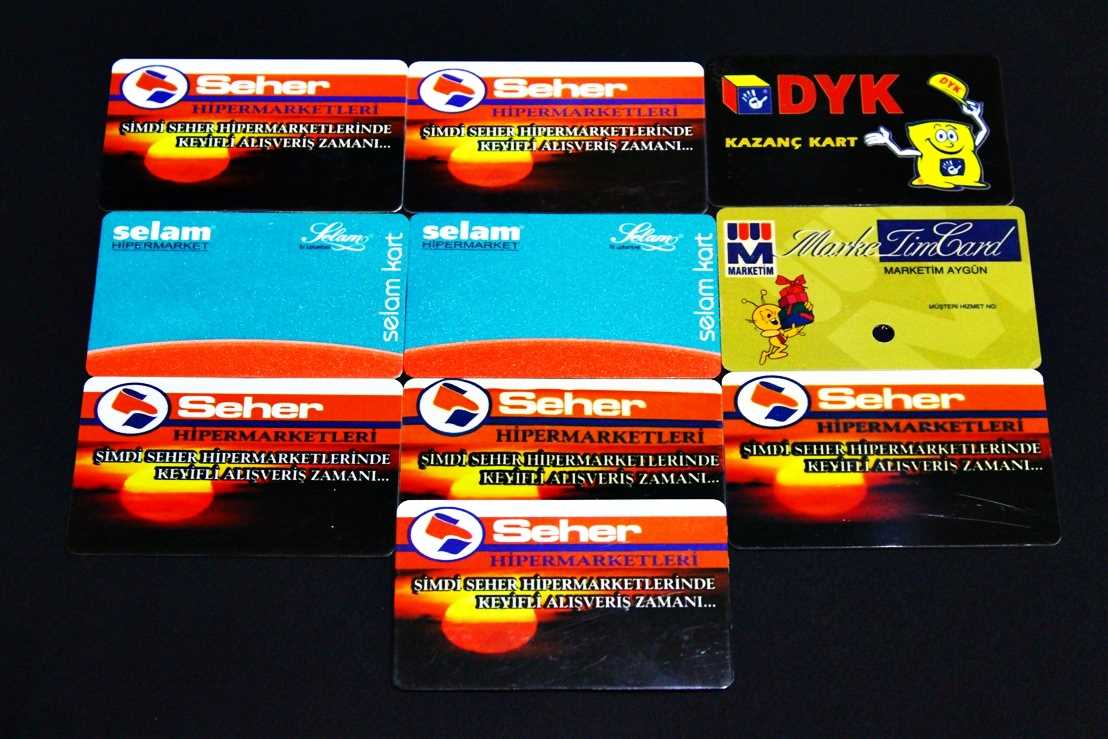 Seher
HİPERMARKETLERİ
ŞİMDİ SEHER HİPERMARKETLERİNDE
KEYİFLİ ALIŞVERİŞ ZAMANI...
Seher
HİPERMARKETLERİ
ŞİMDİ SEHER HİPERMARKETLERİNDE
KEYİFLİ ALIŞVERİŞ ZAMANI...
DYK
DYK
KAZANÇ KART
selam
HİPERMARKET
Selam
selam kart
selam
HİPERMARKET
Selam
selam kart
M
MARKETİM
MarkeTimCard
MARKETİM AYGÜN
MÜŞTERİ HİZMET NO:
Seher
HİPERMARKETLERİ
ŞİMDİ SEHER HİPERMARKETLERİNDE
KEYİFLİ ALIŞVERİŞ ZAMANI...
Seher
HİPERMARKETLERİ
ŞİMDİ SEHER HİPERMARKETLERİNDE
KEYİFLİ ALIŞVERİŞ ZAMANI...
Seher
HİPERMARKETLERİ
ŞİMDİ SEHER HİPERMARKETLERİNDE
KEYİFLİ ALIŞVERİŞ ZAMANI...
Seher
HİPERMARKETLERİ
ŞİMDİ SEHER HİPERMARKETLERİNDE
KEYİFLİ ALIŞVERİŞ ZAMANI...